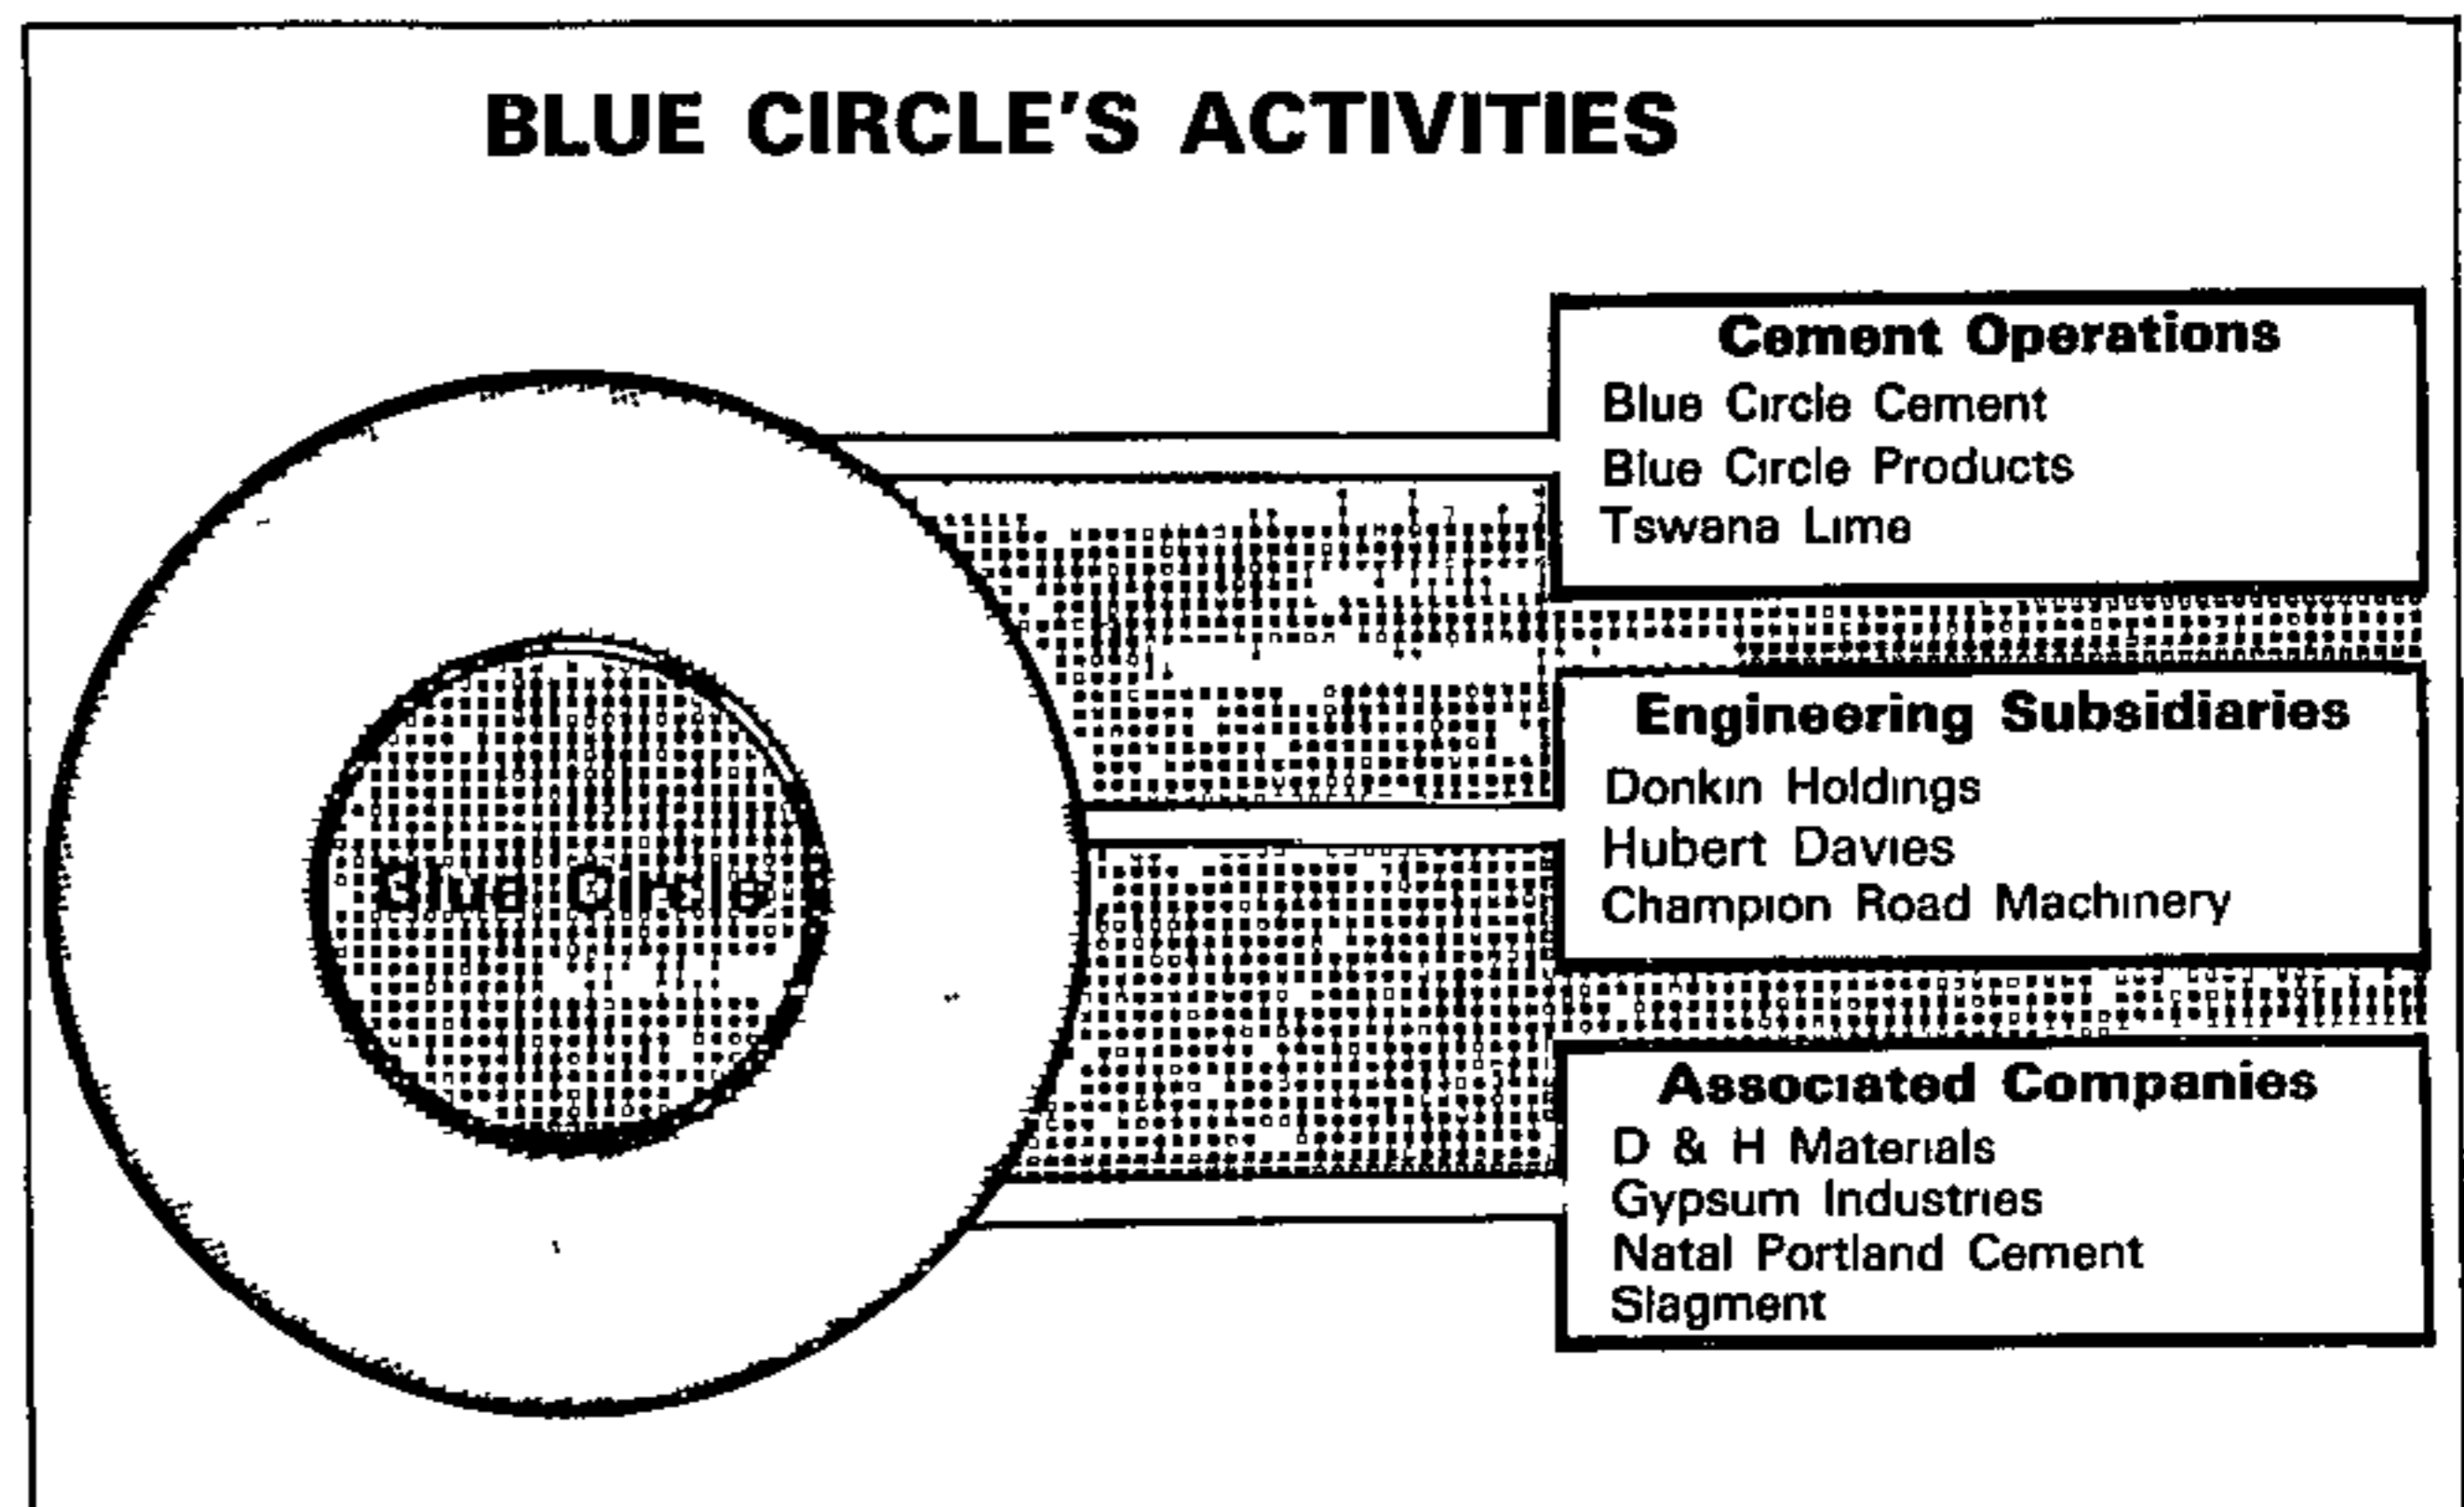 BLUE CIRCLE'S ACTIVITIES
Cement Operations
Blue Circle Cement
Blue Circle Products
Tswana Lime
Engineering Subsidiaries
Donkin Holdings
Hubert Davies
Champion Road Machinery
Blue Circle
Associated Companies
D & H Materials
Gypsum Industries
Natal Portland Cement
Slagment